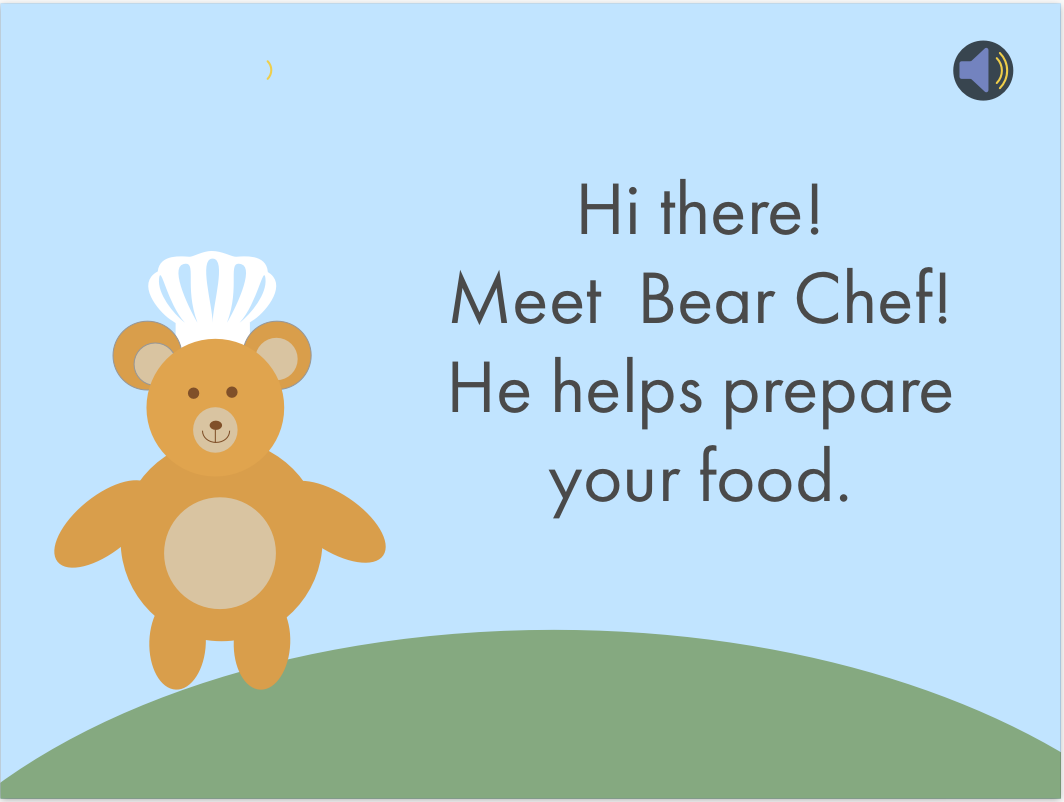 Hi there!
Meet  Bear Chef!
He helps prepare
your food.